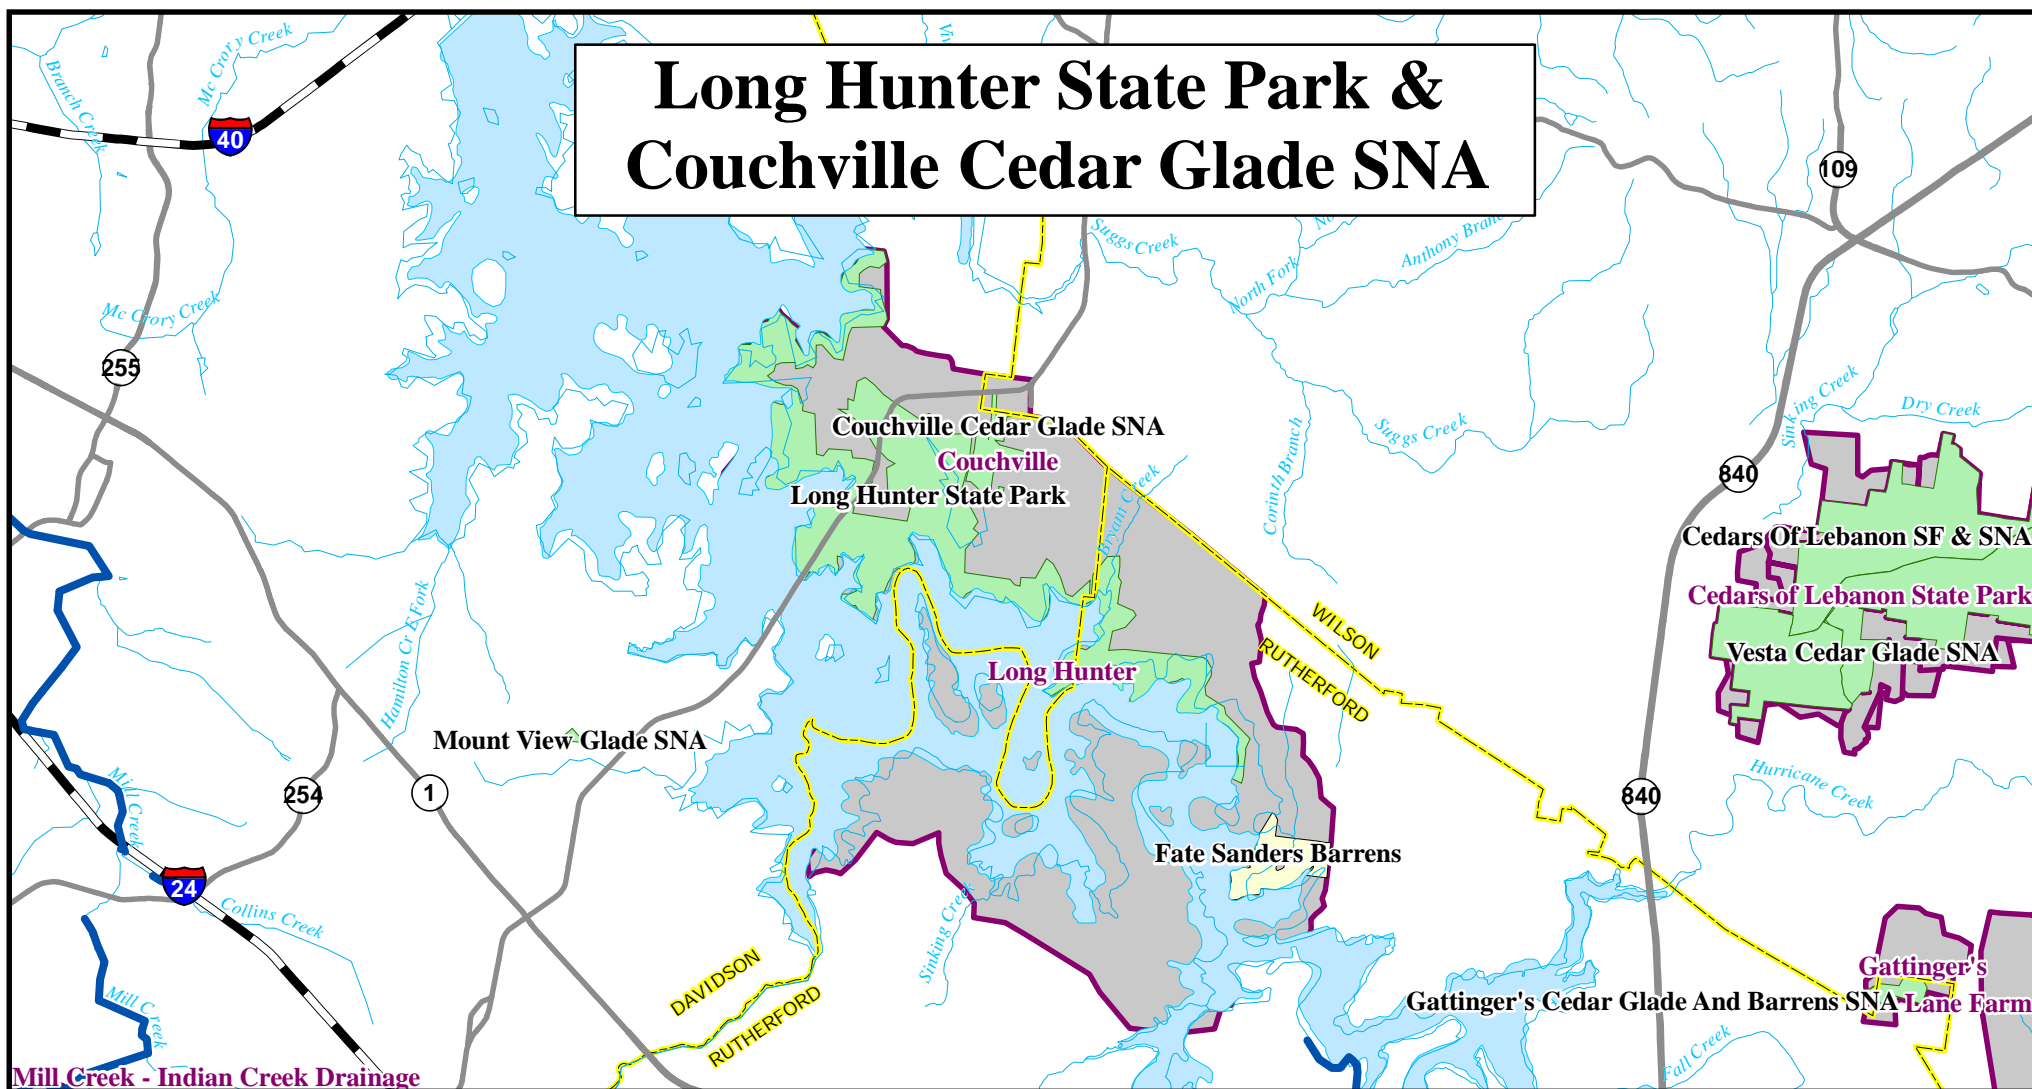 Long Hunter State Park &
Couchville Cedar Glade SNA
Mc Crory Creek
Branch Creek
40
109
Suggs Creek
North Fork
Anthony Branc
Mc Crory Creek
255
Sinking Creek
Dry Creek
Suggs Creek
Corinth Branch
Couchville Cedar Glade SNA
Couchville
Long Hunter State Park
Bryant Creek
840
Cedars Of Lebanon SF & SNA
Cedars of Lebanon State Park
Vesta Cedar Glade SNA
WILSON
RUTHERFORD
Hamilton Cr E Fork
Long Hunter
Mount View Glade SNA
Mill Creek
254
1
840
Hurricane Creek
Fate Sanders Barrens
24
Collins Creek
Sinking Creek
DAVIDSON
RUTHERFORD
Gattinger's
Gattinger's Cedar Glade And Barrens SNA
Lane Farm
Mill Creek
Fall Creek
Mill Creek - Indian Creek Drainage